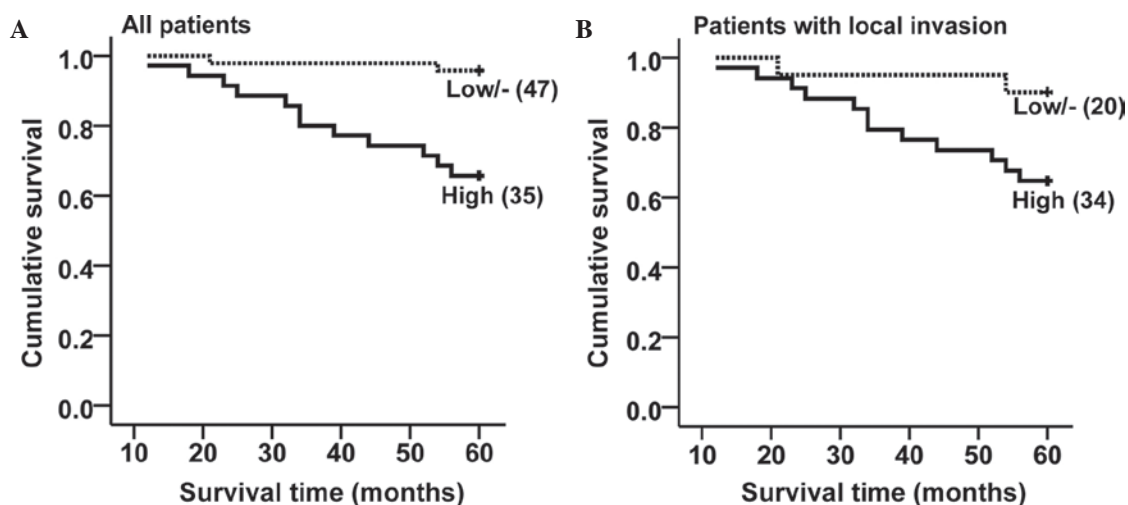 A
All patients
Cumulative survival
1.0
0.8
0.6
0.4
0.2
0.0
Low/- (47)
High (35)
10 20 30 40 50 60
Survival time (months)
B
Patients with local invasion
Cumulative survival
1.0
0.8
0.6
0.4
0.2
0.0
Low/- (20)
High (34)
10 20 30 40 50 60
Survival time (months)